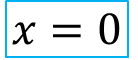 x = 0